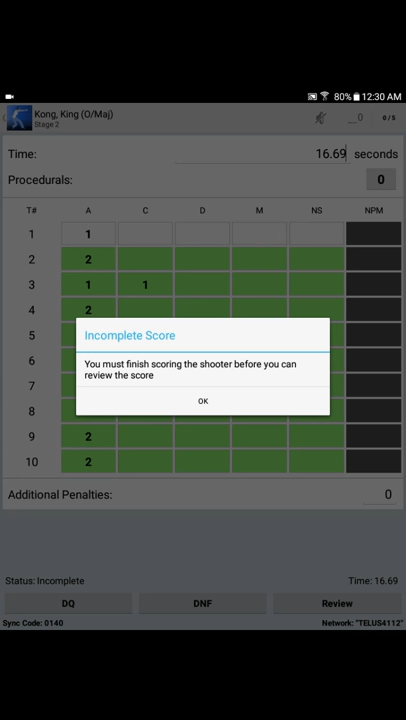 80% 12:30 AM
Kong, King (O/Maj)
Stage 2
__0
0 / 5
Time: 16.69 seconds
Procedurals: 0
T# A C D M NS NPM
1 1
2 2
3 1 1
4 2
5
6
7
8
9 2
10 2
Incomplete Score
You must finish scoring the shooter before you can
review the score
OK
Additional Penalties: 0
Status: Incomplete Time: 16.69
DQ DNF Review
Sync Code: 0140 Network: "TELUS4112"